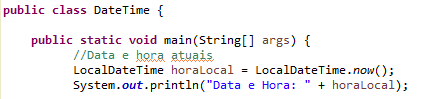 public class DateTime {
public static void main(String[] args) {
//Data e hora atuais
LocalDateTime horaLocal = LocalDateTime.now();
System.out.println("Data e Hora: " + horaLocal);